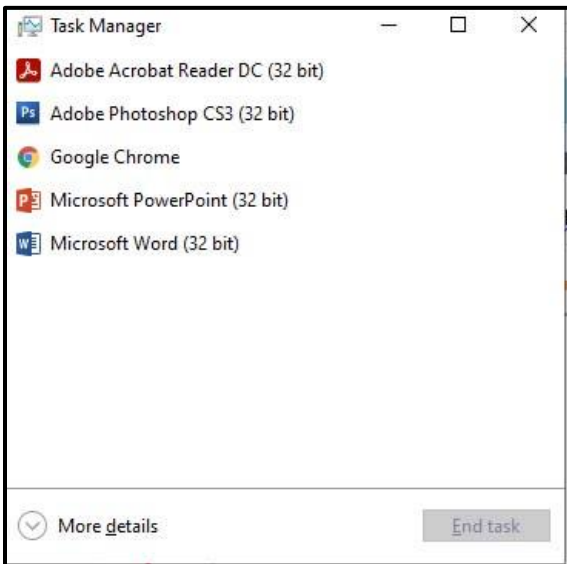 Task Manager
Adobe Acrobat Reader DC (32 bit)
Ps Adobe Photoshop CS3 (32 bit)
Google Chrome
P Microsoft PowerPoint (32 bit)
W Microsoft Word (32 bit)
More details
End task